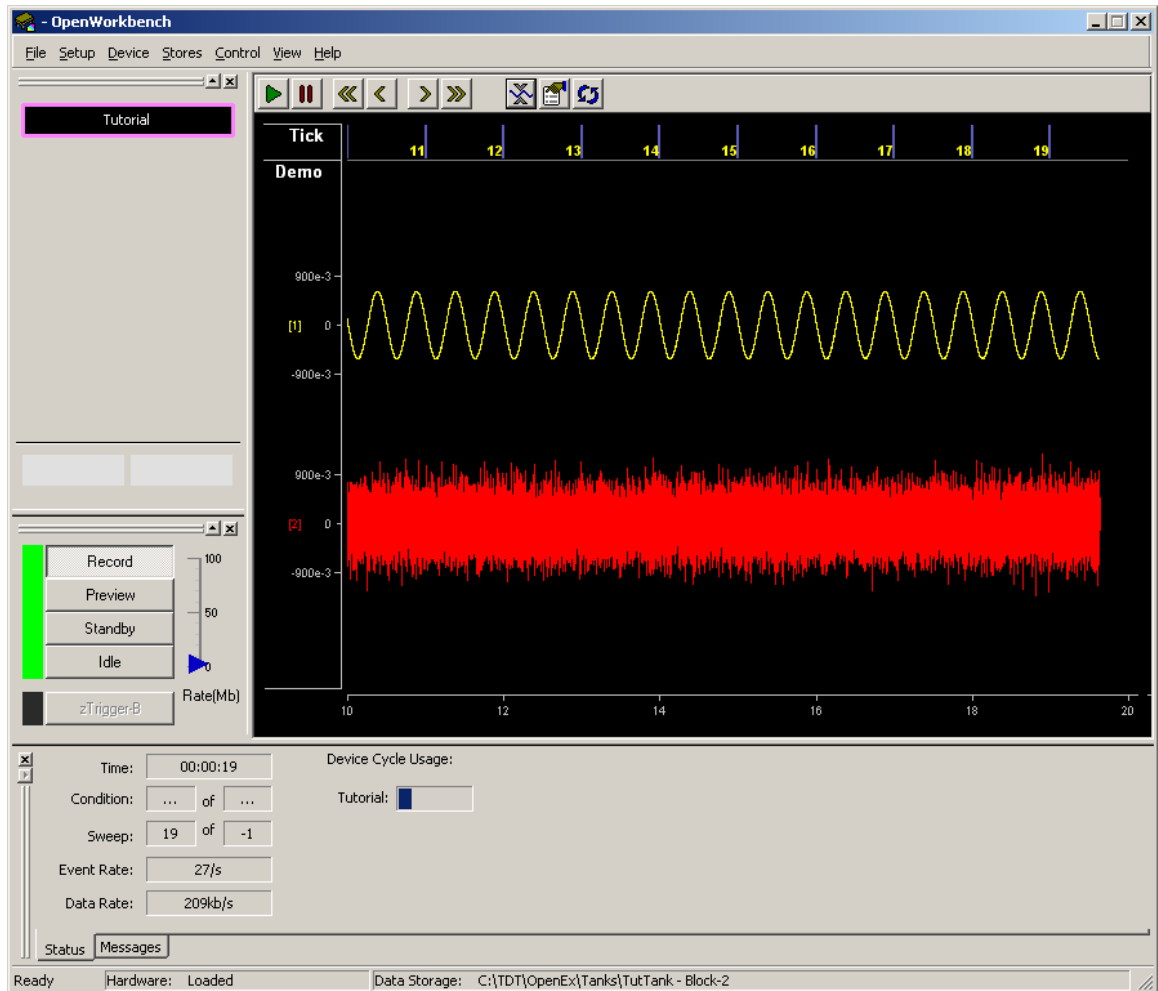 - OpenWorkbench
File Setup Device Stores Control View Help
Tutorial
Tick
11 12 13 14 15 16 17 18 19
Demo
900e-3
[1] 0
-900e-3
900e-3
[2] 0
-900e-3
10 12 14 16 18 20
Record
Preview
Standby
Idle
100
50
0
zTrigger-B
Rate(Mb)
Time: 00:00:19
Condition: ... of ...
Sweep: 19 of -1
Event Rate: 27/s
Data Rate: 209kb/s
Device Cycle Usage:
Tutorial:
Status Messages
Ready Hardware: Loaded Data Storage: C:\TDT\OpenEx\Tanks\TutTank - Block-2